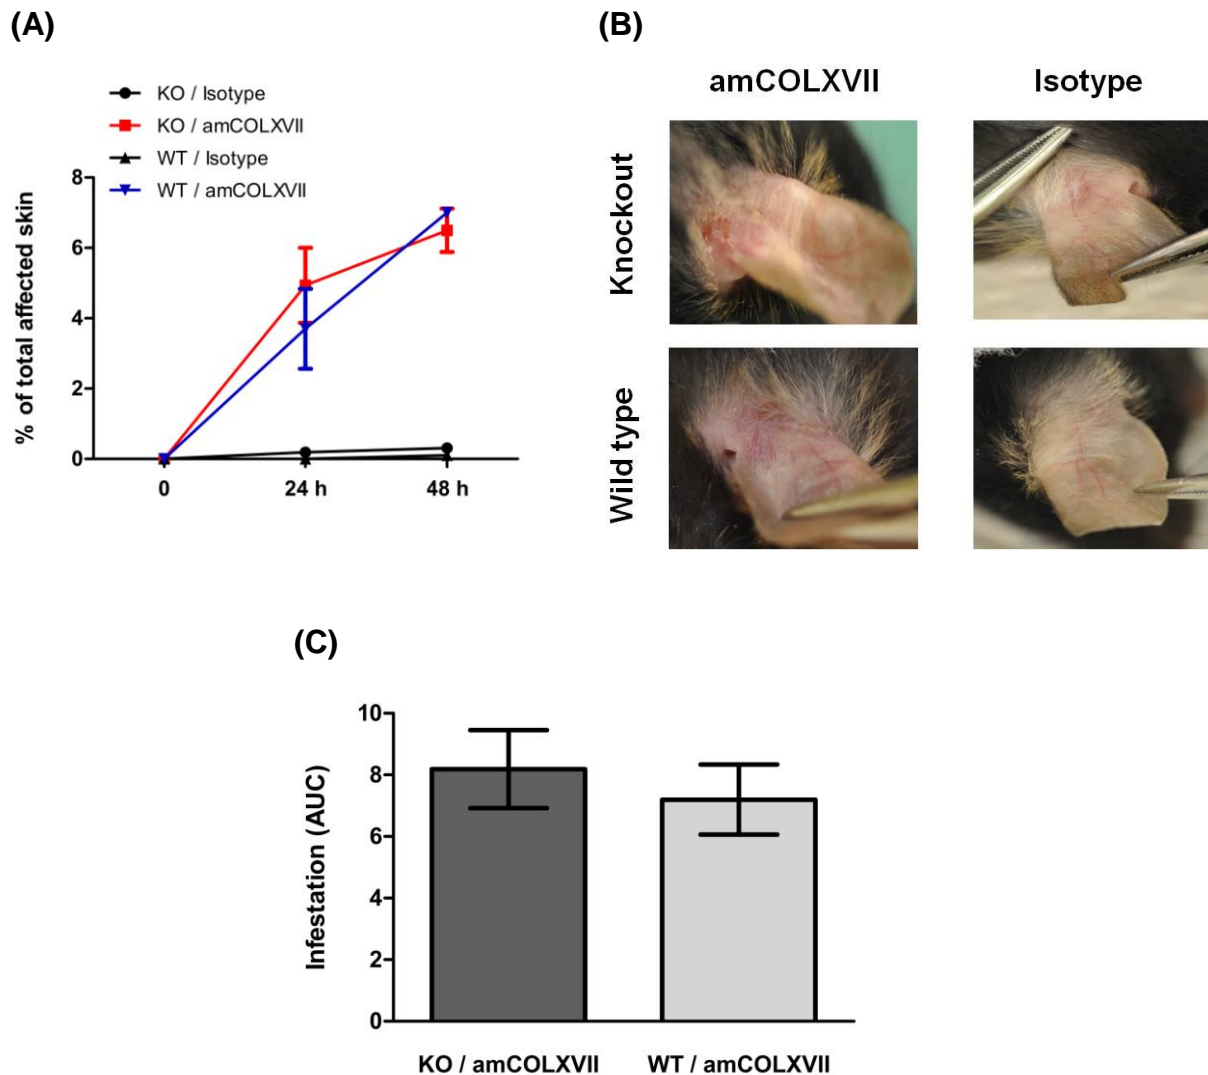 (A)
KO / Isotype
KO / amCOLXVII
WT / Isotype
WT / amCOLXVII
% of total affected skin
8
6
4
2
0
0 24 h 48 h
(B)
amCOLXVII Isotype
Knockout
Wild type
(C)
Infestation (AUC)
10
8
6
4
2
0
KO / amCOLXVII WT / amCOLXVII